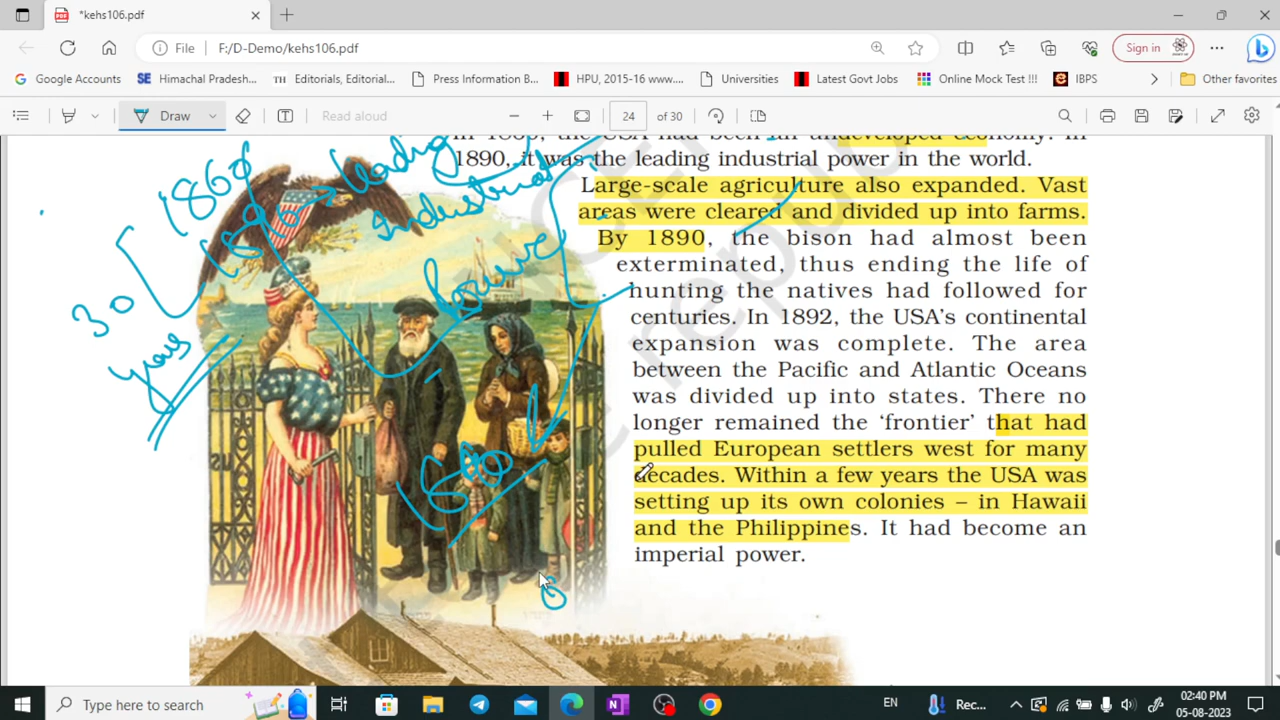 *kehs106.pdf
File F:/D-Demo/kehs106.pdf Sign in
Google Accounts Himachal Pradesh... Editorials, Editorial... Press Information B... HPU, 2015-16 www.... Universities Latest Govt Jobs Online Mock Test !!! IBPS Other favorites
Draw Read aloud 24 of 30
1890, it was the leading industrial power in the world.
Large-scale agriculture also expanded. Vast
areas were cleared and divided up into farms.
By 1890, the bison had almost been
exterminated, thus ending the life of
hunting the natives had followed for
centuries. In 1892, the USA's continental
expansion was complete. The area
between the Pacific and Atlantic Oceans
was divided up into states. There no
longer remained the 'frontier' that had
pulled European settlers west for many
decades. Within a few years the USA was
setting up its own colonies – in Hawaii
and the Philippines. It had become an
imperial power.
1860
1890 → leading
industrial
30
years
Type here to search Rec... EN 02:40 PM
05-08-2023